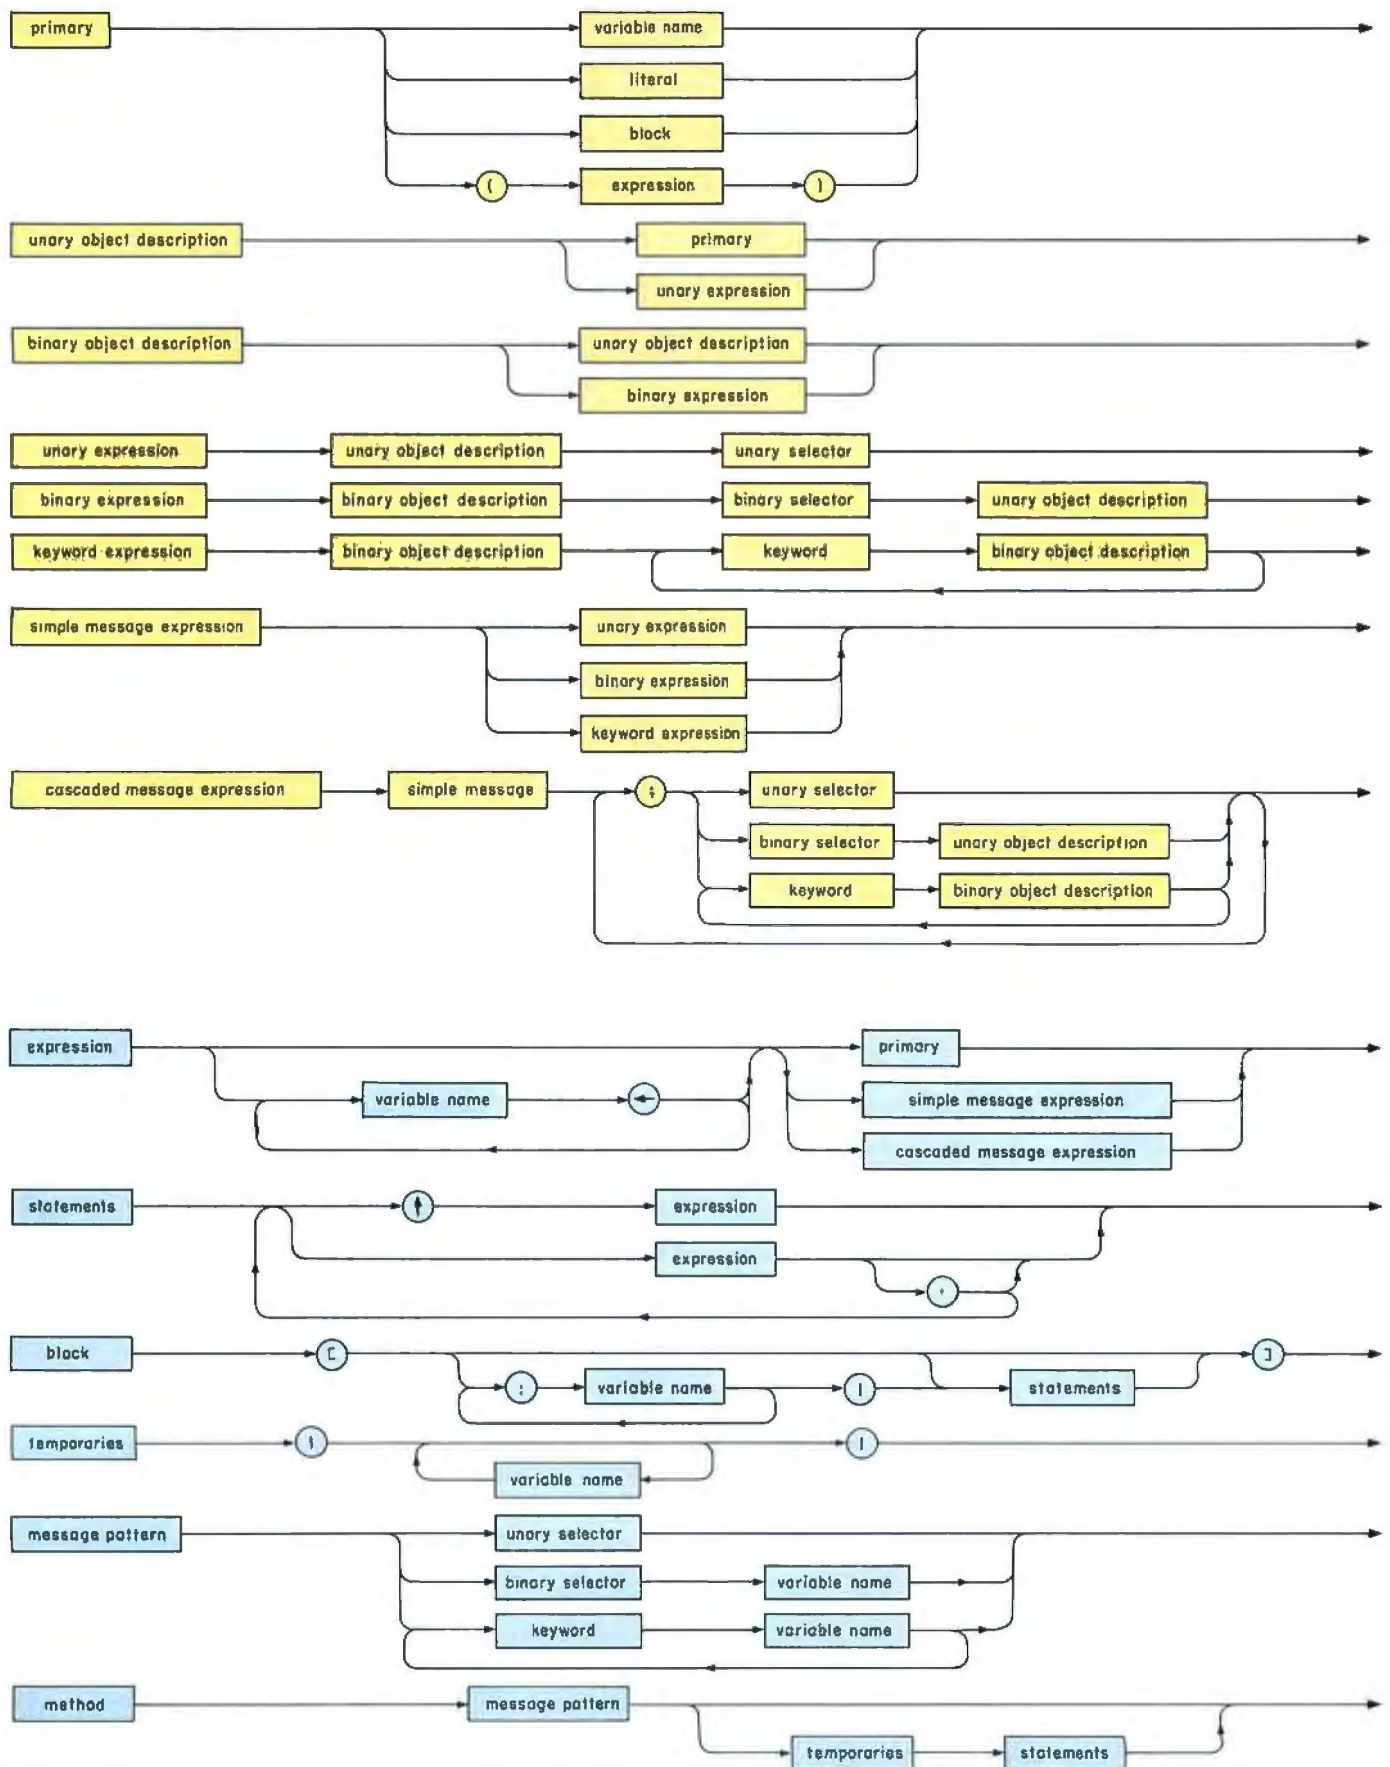 primary variable name
literal
block
( expression )
unary object description primary
unary expression
binary object description unary object description
binary expression
unary expression unary object description unary selector
binary expression binary object description binary selector unary object description
keyword expression binary object description keyword binary object description
simple message expression unary expression
binary expression
keyword expression
cascaded message expression simple message ; unary selector
binary selector unary object description
keyword binary object description
expression primary
variable name ← simple message expression
cascaded message expression
statements ↑ expression
expression
.
block [ ]
: variable name | statements
temporaries | |
variable name
message pattern unary selector
binary selector variable name
keyword variable name
method message pattern
temporaries statements